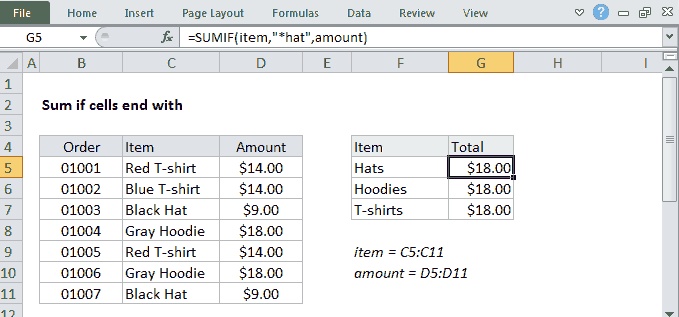 File Home Insert Page Layout Formulas Data Review View ?
G5 fx =SUMIF(item,"*hat",amount)
A B C D E F G H I
1
2 Sum if cells end with
3
4 Order Item Amount Item Total
5 01001 Red T-shirt $14.00 Hats $18.00
6 01002 Blue T-shirt $14.00 Hoodies $18.00
7 01003 Black Hat $9.00 T-shirts $18.00
8 01004 Gray Hoodie $18.00
9 01005 Red T-shirt $14.00 item = C5:C11
10 01006 Gray Hoodie $18.00 amount = D5:D11
11 01007 Black Hat $9.00
12